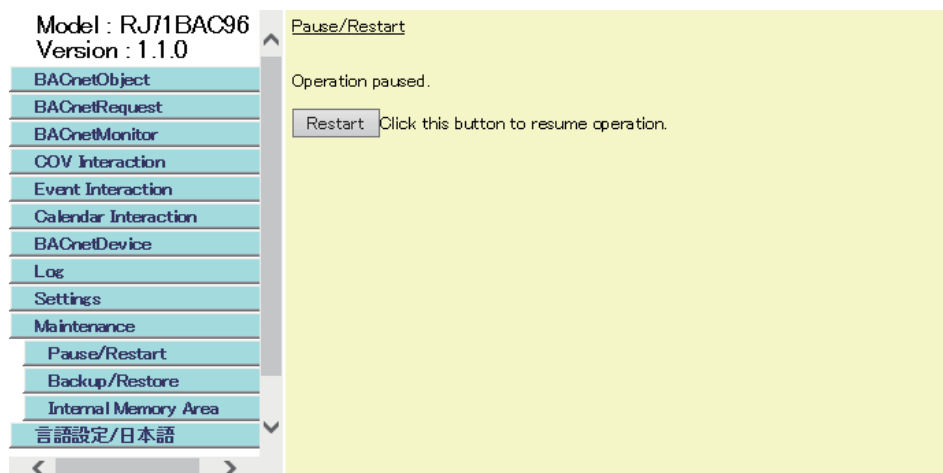 Model : RJ71BAC96
Version : 1.1.0
BACnetObject
BACnetRequest
BACnetMonitor
COV Interaction
Event Interaction
Calendar Interaction
BACnetDevice
Log
Settings
Maintenance
Pause/Restart
Backup/Restore
Internal Memory Area
言語設定/日本語
Pause/Restart
Operation paused.
Restart Click this button to resume operation.